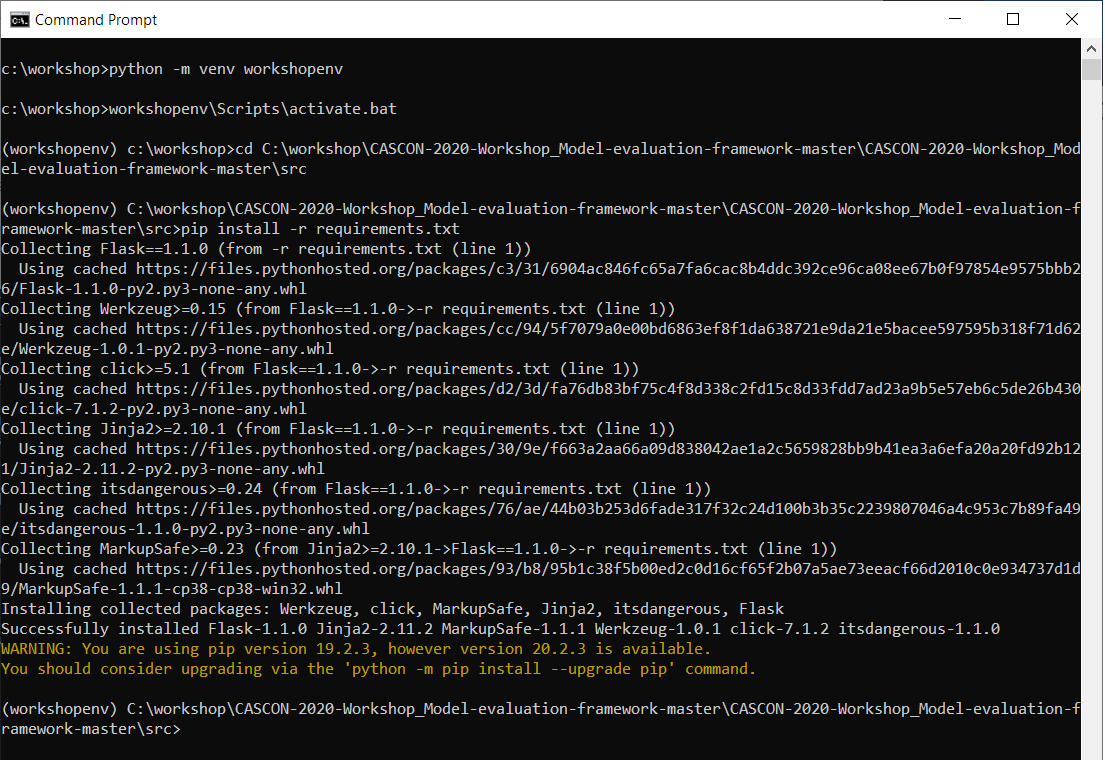 Command Prompt
c:\workshop>python -m venv workshopenv
c:\workshop>workshopenv\Scripts\activate.bat
(workshopenv) c:\workshop>cd C:\workshop\CASCON-2020-Workshop_Model-evaluation-framework-master\CASCON-2020-Workshop_Mod
el-evaluation-framework-master\src
(workshopenv) C:\workshop\CASCON-2020-Workshop_Model-evaluation-framework-master\CASCON-2020-Workshop_Model-evaluation-f
ramework-master\src>pip install -r requirements.txt
Collecting Flask==1.1.0 (from -r requirements.txt (line 1))
  Using cached https://files.pythonhosted.org/packages/c3/31/6904ac846fc65a7fa6cac8b4ddc392ce96ca08ee67b0f97854e9575bbb2
6/Flask-1.1.0-py2.py3-none-any.whl
Collecting Werkzeug>=0.15 (from Flask==1.1.0->-r requirements.txt (line 1))
  Using cached https://files.pythonhosted.org/packages/cc/94/5f7079a0e00bd6863ef8f1da638721e9da21e5bacee597595b318f71d62
e/Werkzeug-1.0.1-py2.py3-none-any.whl
Collecting click>=5.1 (from Flask==1.1.0->-r requirements.txt (line 1))
  Using cached https://files.pythonhosted.org/packages/d2/3d/fa76db83bf75c4f8d338c2fd15c8d33fdd7ad23a9b5e57eb6c5de26b430
e/click-7.1.2-py2.py3-none-any.whl
Collecting Jinja2>=2.10.1 (from Flask==1.1.0->-r requirements.txt (line 1))
  Using cached https://files.pythonhosted.org/packages/30/9e/f663a2aa66a09d838042ae1a2c5659828bb9b41ea3a6efa20a20fd92b12
1/Jinja2-2.11.2-py2.py3-none-any.whl
Collecting itsdangerous>=0.24 (from Flask==1.1.0->-r requirements.txt (line 1))
  Using cached https://files.pythonhosted.org/packages/76/ae/44b03b253d6fade317f32c24d100b3b35c2239807046a4c953c7b89fa49
e/itsdangerous-1.1.0-py2.py3-none-any.whl
Collecting MarkupSafe>=0.23 (from Jinja2>=2.10.1->Flask==1.1.0->-r requirements.txt (line 1))
  Using cached https://files.pythonhosted.org/packages/93/b8/95b1c38f5b00ed2c0d16cf65f2b07a5ae73eeacf66d2010c0e934737d1d
9/MarkupSafe-1.1.1-cp38-cp38-win32.whl
Installing collected packages: Werkzeug, click, MarkupSafe, Jinja2, itsdangerous, Flask
Successfully installed Flask-1.1.0 Jinja2-2.11.2 MarkupSafe-1.1.1 Werkzeug-1.0.1 click-7.1.2 itsdangerous-1.1.0
WARNING: You are using pip version 19.2.3, however version 20.2.3 is available.
You should consider upgrading via the 'python -m pip install --upgrade pip' command.
(workshopenv) C:\workshop\CASCON-2020-Workshop_Model-evaluation-framework-master\CASCON-2020-Workshop_Model-evaluation-f
ramework-master\src>